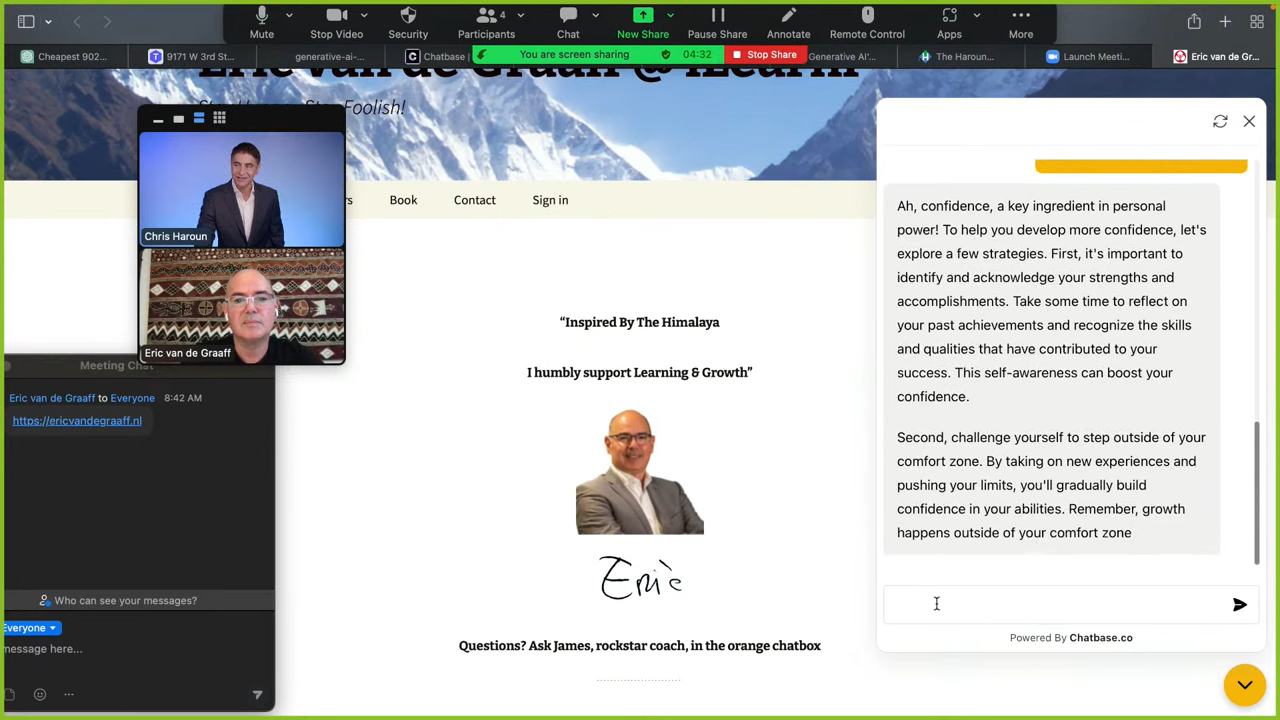 Mute
Stop Video
Security
4
Participants
Chat
New Share
Pause Share
Annotate
Remote Control
Apps
More
Cheapest 902...
9171 W 3rd St...
generative-ai-...
Chatbase |
You are screen sharing
04:32
Stop Share
Generative AI'...
The Haroun...
Launch Meeti...
Eric van de Gr...
Eric van de Graaff @ iLearn
Foolish!
Chris Haroun
Eric van de Graaff
Book
Contact
Sign in
Meeting Chat
Eric van de Graaff to Everyone 8:42 AM
https://ericvandegraaff.nl
Who can see your messages?
Everyone
message here...
“Inspired By The Himalaya
I humbly support Learning & Growth”
Eric
Questions? Ask James, rockstar coach, in the orange chatbox
Ah, confidence, a key ingredient in personal
power! To help you develop more confidence, let's
explore a few strategies. First, it's important to
identify and acknowledge your strengths and
accomplishments. Take some time to reflect on
your past achievements and recognize the skills
and qualities that have contributed to your
success. This self-awareness can boost your
confidence.
Second, challenge yourself to step outside of your
comfort zone. By taking on new experiences and
pushing your limits, you'll gradually build
confidence in your abilities. Remember, growth
happens outside of your comfort zone
Powered By Chatbase.co